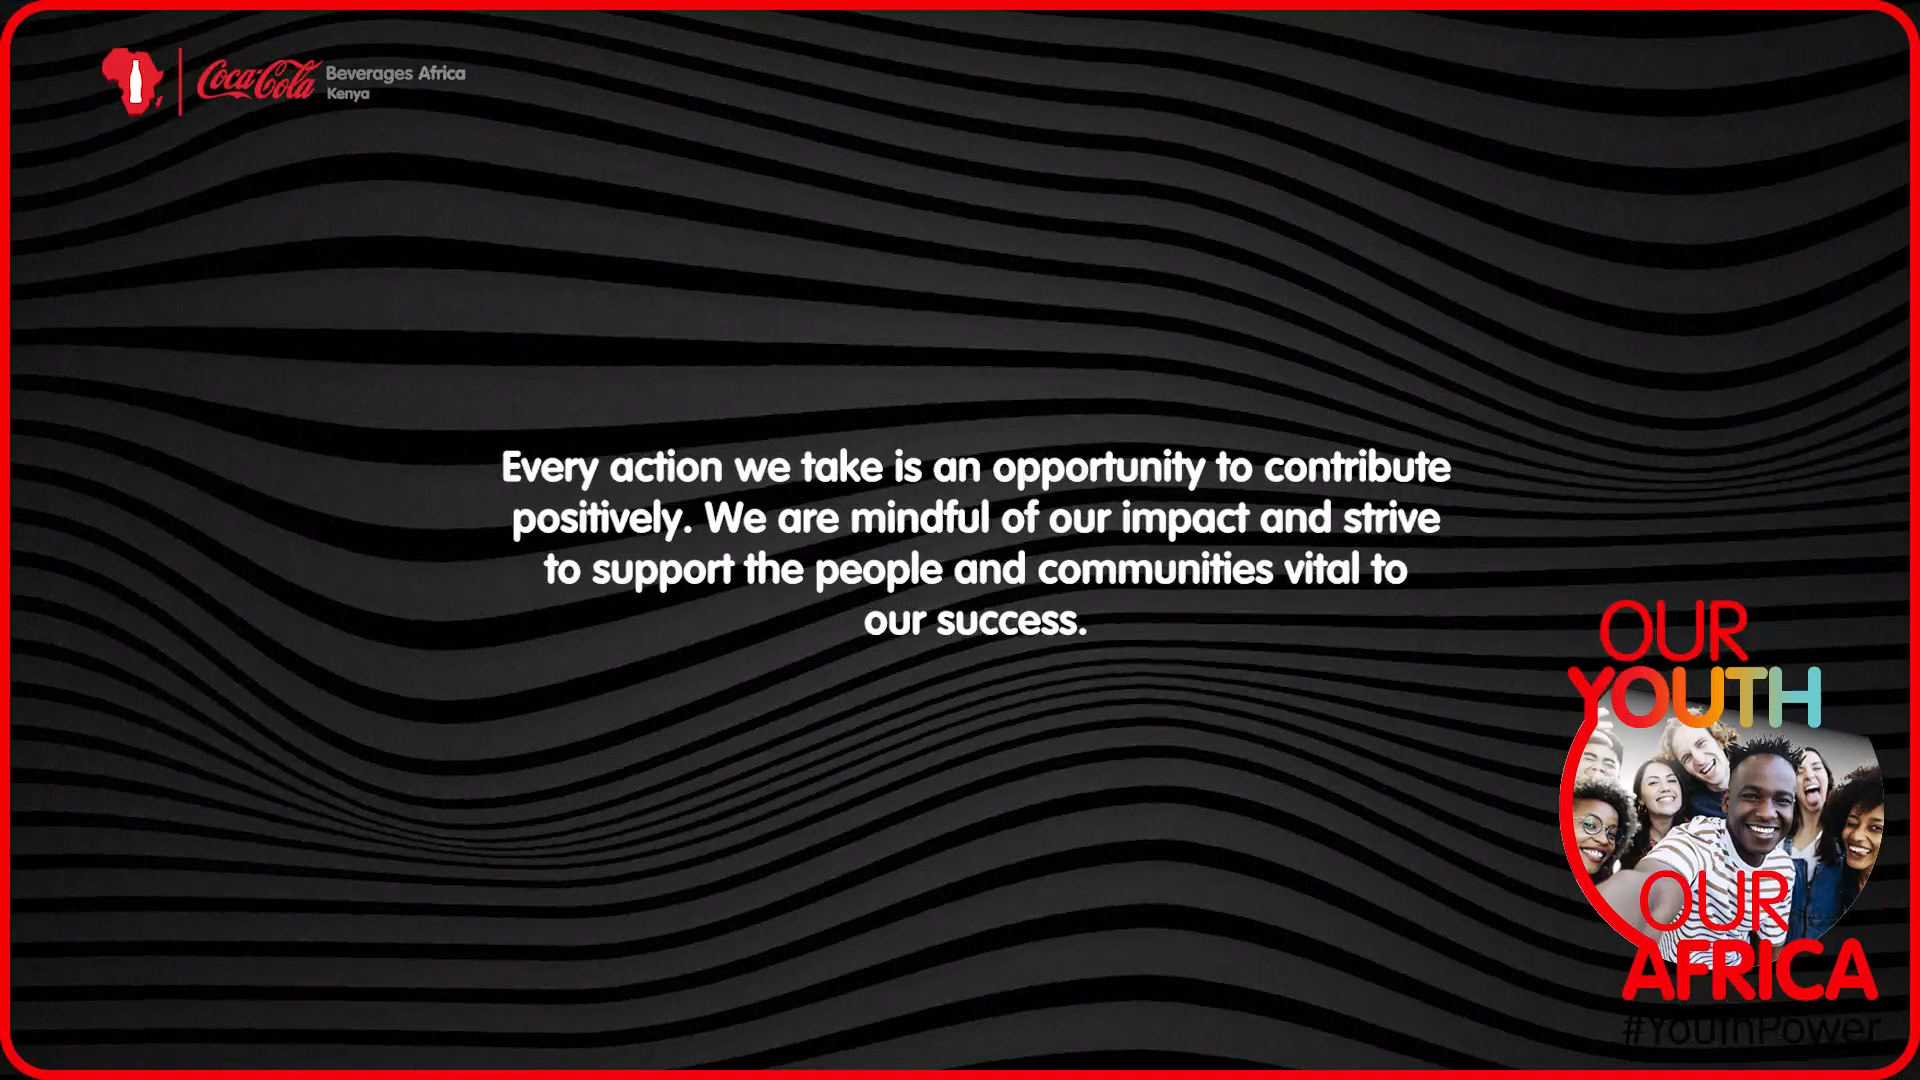 Coca-Cola Beverages Africa
Kenya
Every action we take is an opportunity to contribute
positively. We are mindful of our impact and strive
to support the people and communities vital to
our success.
OUR
YOUTH
OUR
AFRICA
#YouthPower